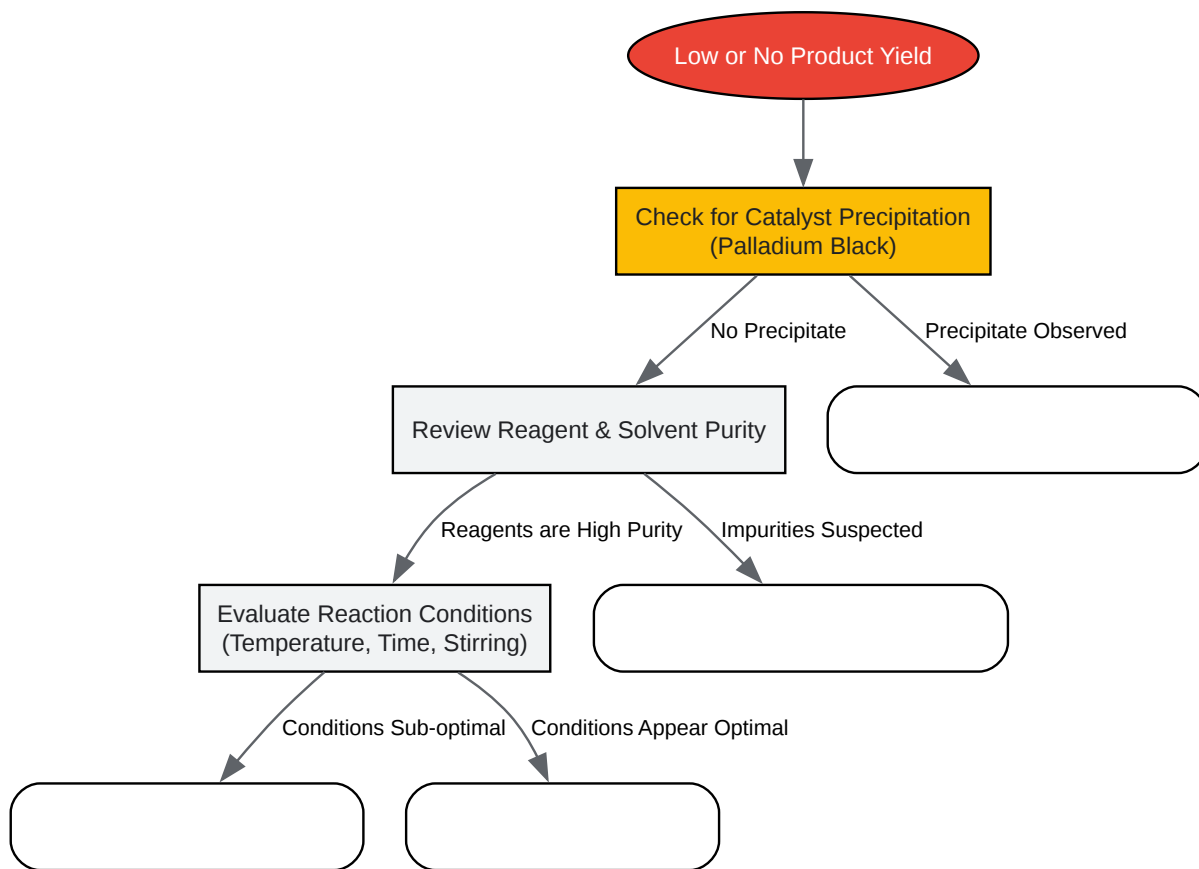 Low or No Product Yield
Check for Catalyst Precipitation
(Palladium Black)
No Precipitate
Precipitate Observed
Review Reagent & Solvent Purity
Reagents are High Purity
Impurities Suspected
Evaluate Reaction Conditions
(Temperature, Time, Stirring)
Conditions Sub-optimal
Conditions Appear Optimal